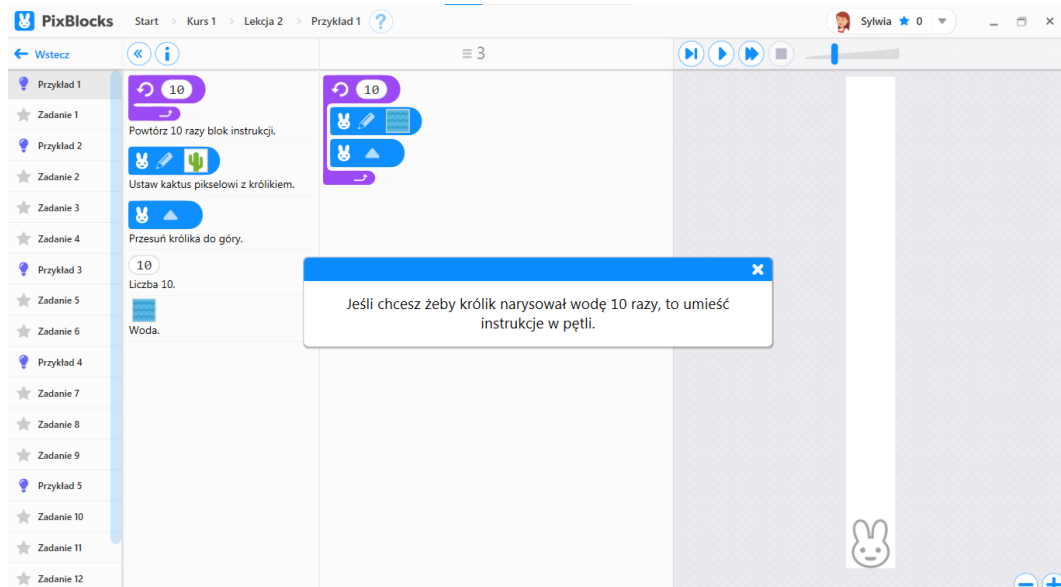 PixBlocks Start > Kurs 1 > Lekcja 2 > Przykład 1 ? Sylwia 0
Wstecz
Przykład 1
Zadanie 1
Przykład 2
Zadanie 2
Zadanie 3
Zadanie 4
Przykład 3
Zadanie 5
Zadanie 6
Przykład 4
Zadanie 7
Zadanie 8
Zadanie 9
Przykład 5
Zadanie 10
Zadanie 11
Zadanie 12
10
Powtórz 10 razy blok instrukcji.
Ustaw kaktus pikselowi z królikiem.
Przesuń królika do góry.
10
Liczba 10.
Woda.
3
10
Jeśli chcesz żeby królik narysował wodę 10 razy, to umieść
instrukcje w pętli.